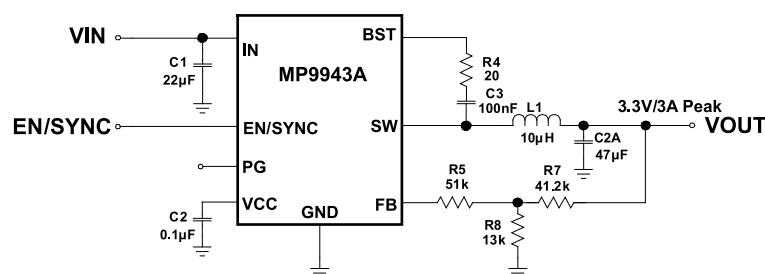 VIN
C1
22µF
IN
MP9943A
BST
R4
20
C3
100nF
L1
10µH
3.3V/3A Peak
VOUT
C2A
47µF
EN/SYNC
EN/SYNC
SW
PG
VCC
C2
0.1µF
GND
FB
R5
51k
R7
41.2k
R8
13k